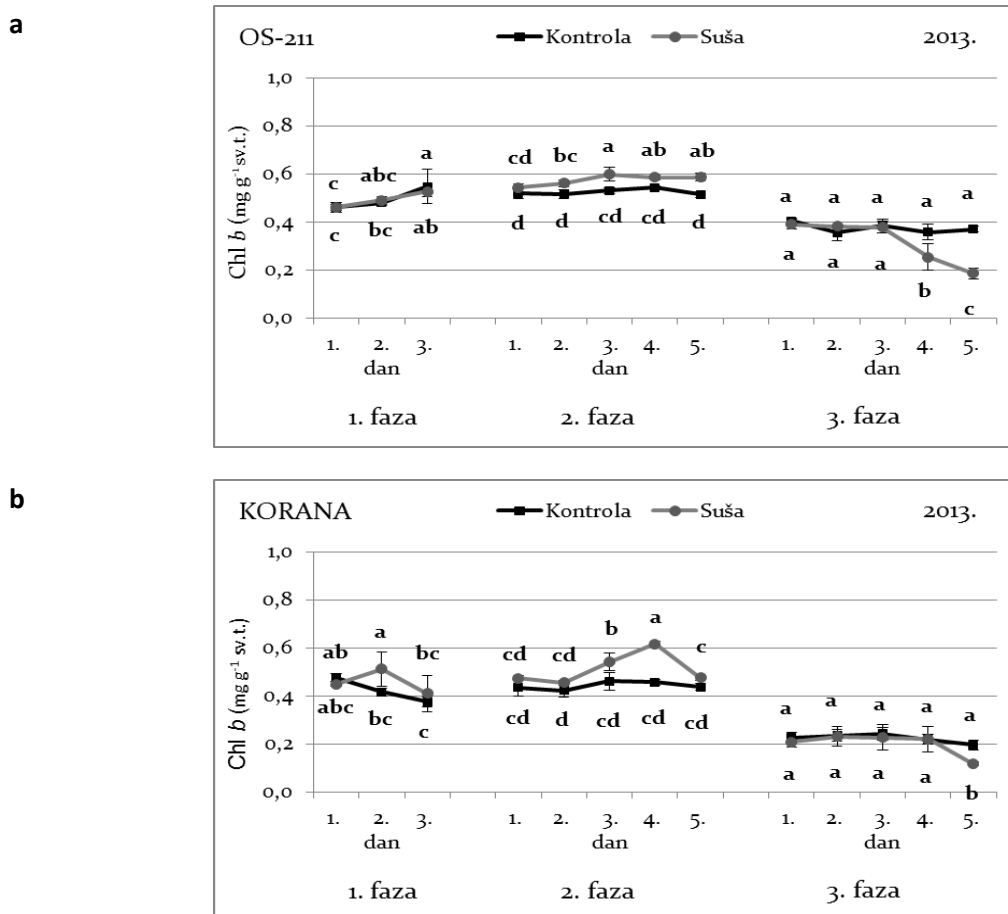 a
OS-211 Kontrola Suša 2013.
Chl b (mg g-1 sv.t.)
1,0
0,8
0,6
0,4
0,2
0,0
c abc a cd bc a ab ab a a a a a
c bc ab d d cd cd d a a a b c
1. 2. 3. 1. 2. 3. 4. 5. 1. 2. 3. 4. 5.
dan dan dan
1. faza 2. faza 3. faza
b
KORANA Kontrola Suša 2013.
Chl b (mg g-1 sv.t.)
1,0
0,8
0,6
0,4
0,2
0,0
ab a bc cd cd b a c a a a a a
abc bc c cd d cd cd cd a a a a b
1. 2. 3. 1. 2. 3. 4. 5. 1. 2. 3. 4. 5.
dan dan dan
1. faza 2. faza 3. faza